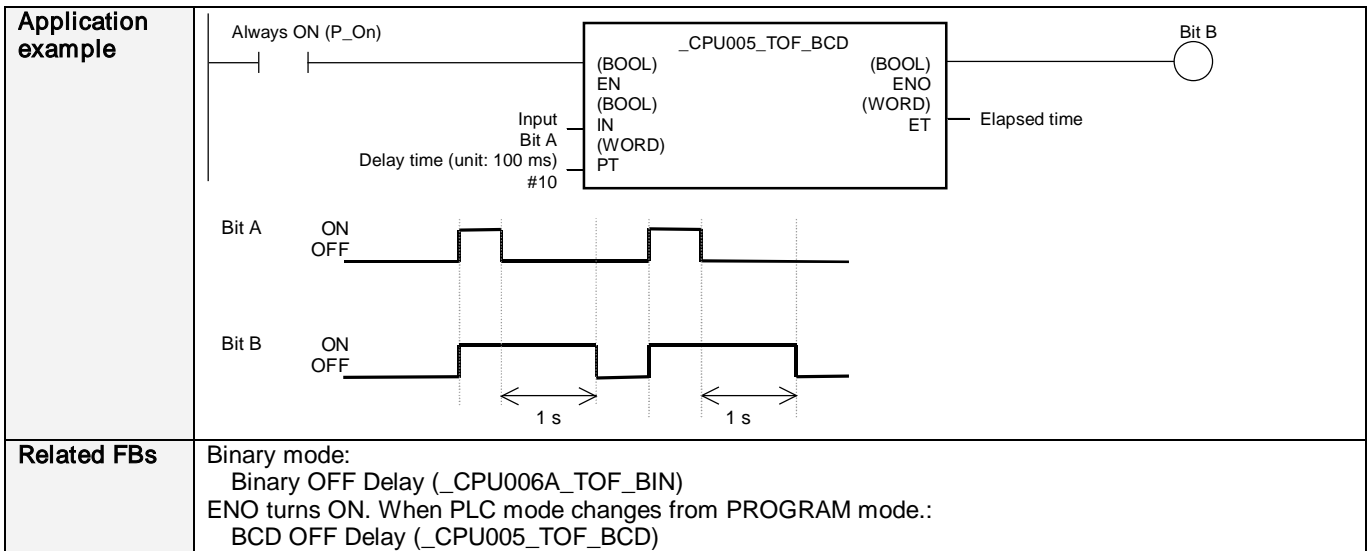 Application
example
Always ON (P_On)
_CPU005_TOF_BCD
Bit B
(BOOL)
(BOOL)
EN
ENO
(BOOL)
(WORD)
Input
IN
ET
Elapsed time
Bit A
(WORD)
Delay time (unit: 100 ms)
PT
#10
Bit A
ON
OFF
Bit B
ON
OFF
1 s
1 s
Related FBs
Binary mode:
Binary OFF Delay (_CPU006A_TOF_BIN)
ENO turns ON. When PLC mode changes from PROGRAM mode.:
BCD OFF Delay (_CPU005_TOF_BCD)